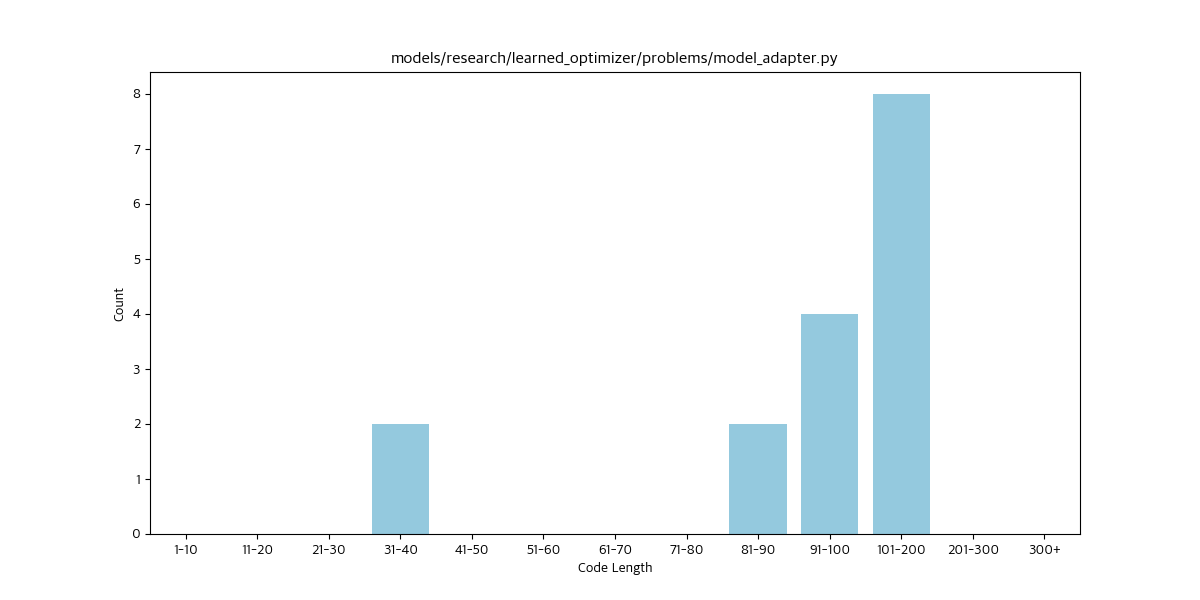 models/research/learned_optimizer/problems/model_adapter.py
8
7
6
5
4
3
2
1
0
Count
1-10 11-20 21-30 31-40 41-50 51-60 61-70 71-80 81-90 91-100 101-200 201-300 300+
Code Length